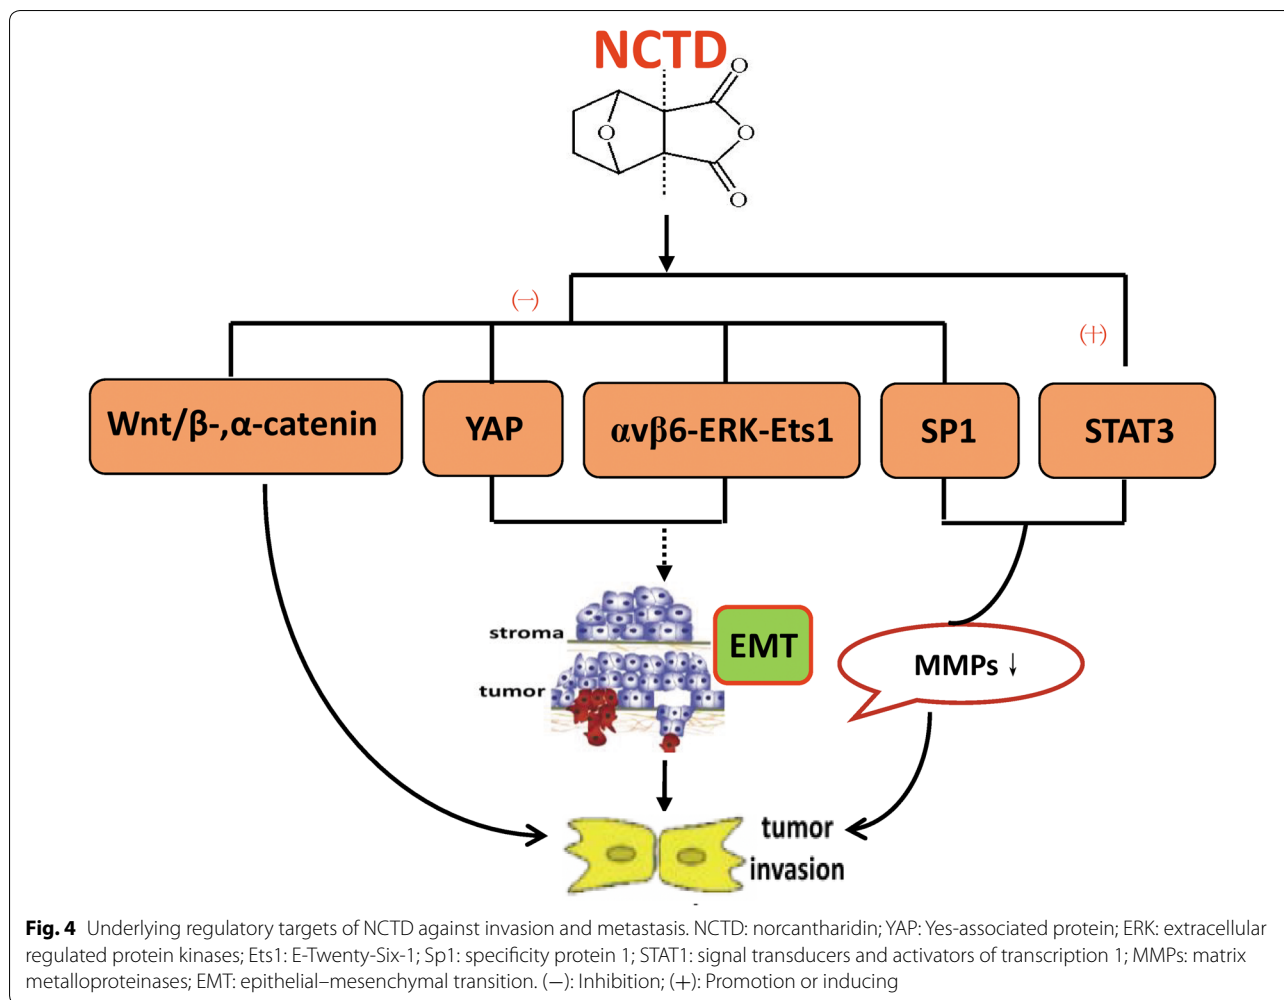 NCTD
O
O
O
O
(−)
(+)
Wnt/β-,α-catenin
YAP
αvβ6-ERK-Ets1
SP1
STAT3
stroma
EMT
tumor
MMPs ↓
tumor
invasion
Fig. 4 Underlying regulatory targets of NCTD against invasion and metastasis. NCTD: norcantharidin; YAP: Yes-associated protein; ERK: extracellular
regulated protein kinases; Ets1: E-Twenty-Six-1; Sp1: specificity protein 1; STAT1: signal transducers and activators of transcription 1; MMPs: matrix
metalloproteinases; EMT: epithelial–mesenchymal transition. (−): Inhibition; (+): Promotion or inducing